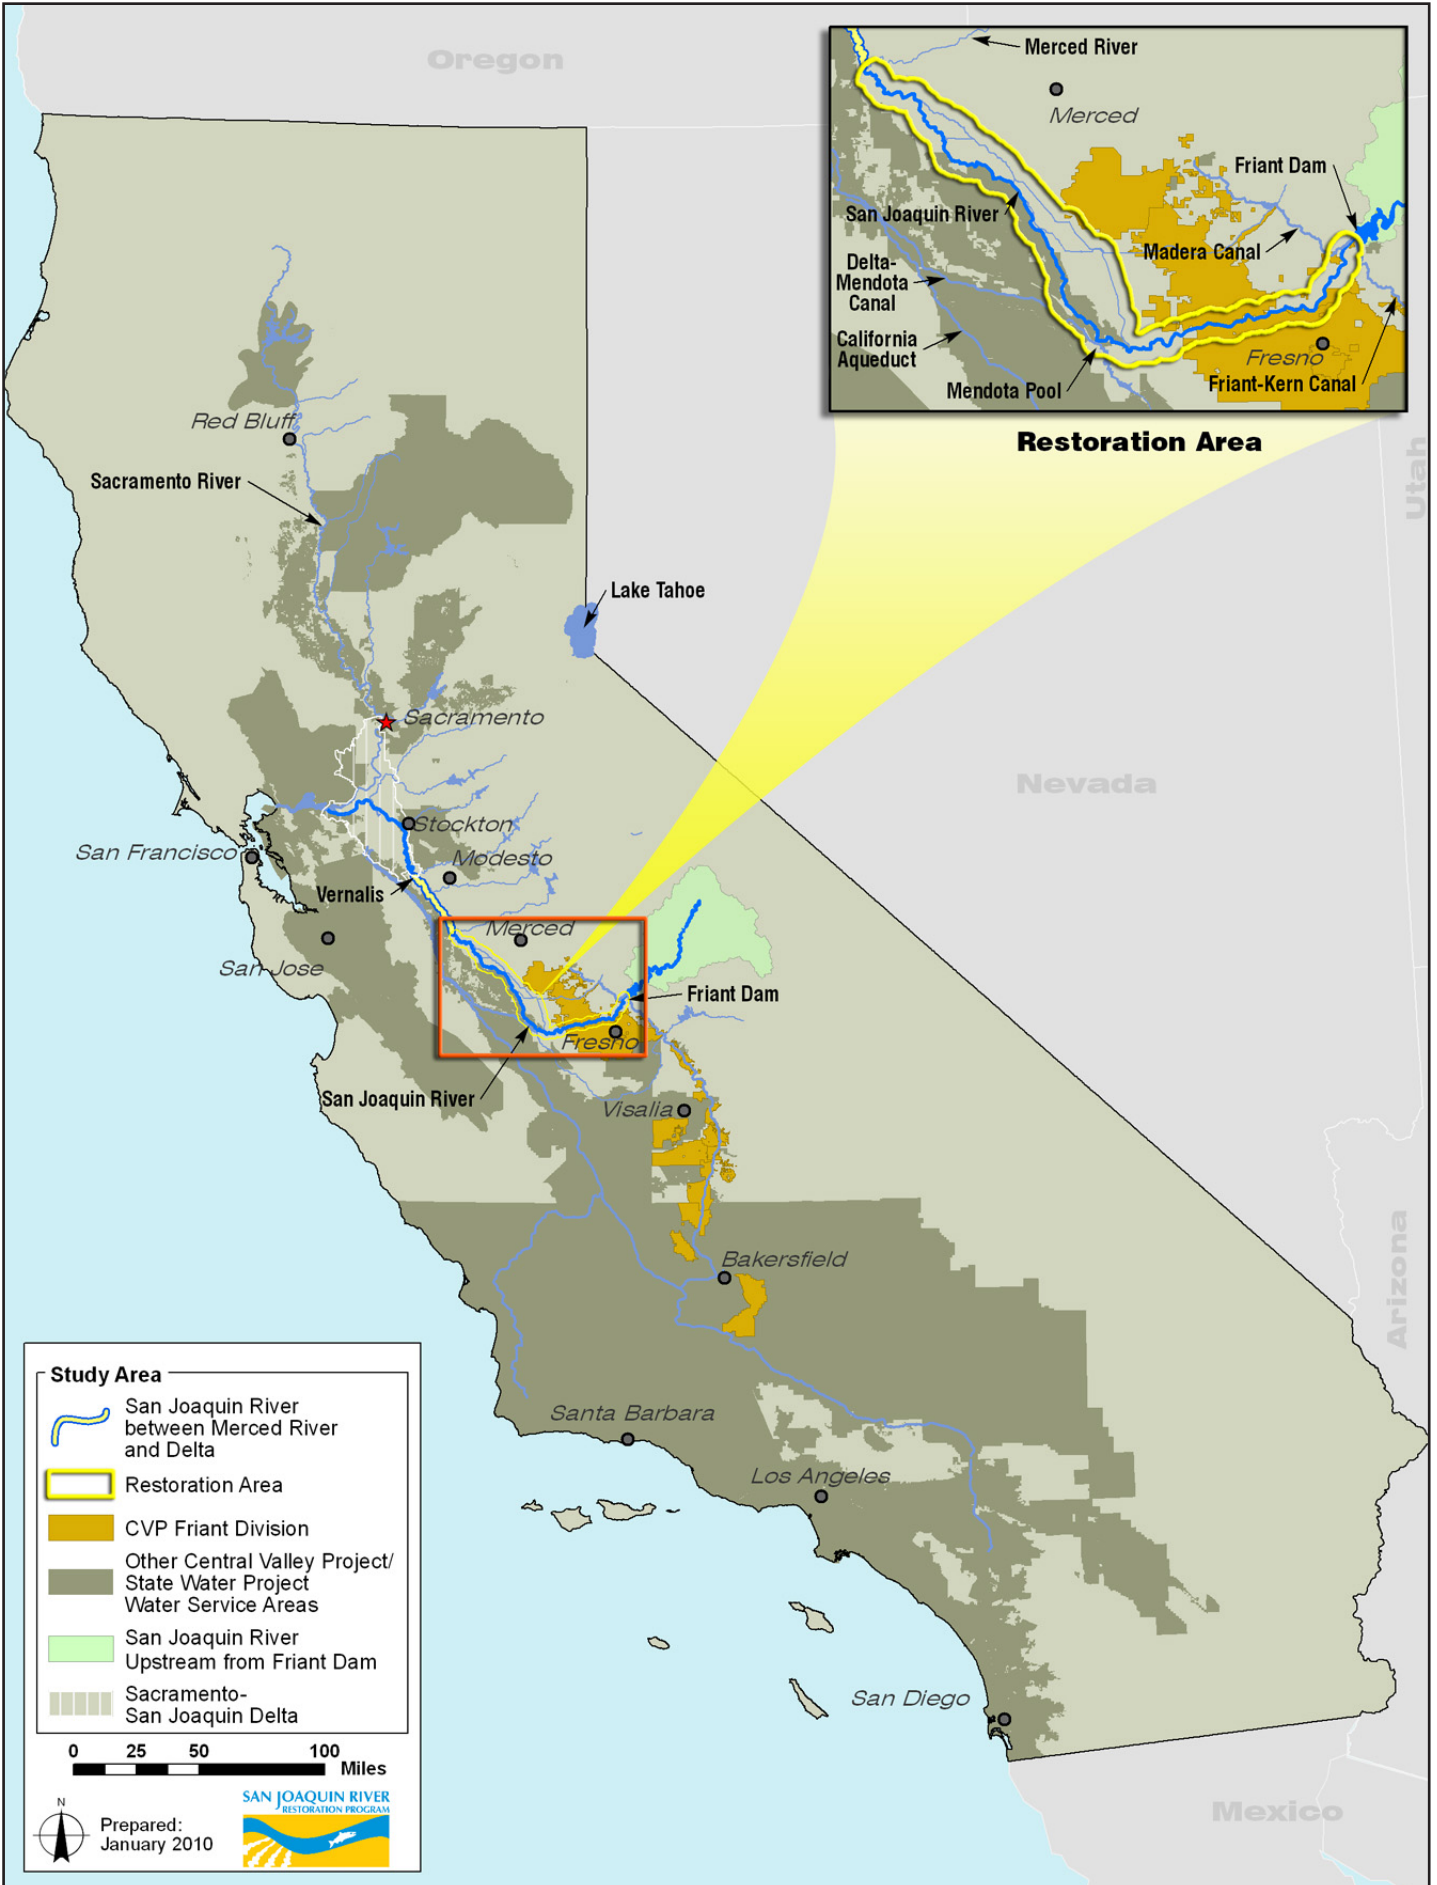 Oregon
Merced River
Merced
Friant Dam
San Joaquin River
Madera Canal
Delta-
Mendota
Canal
California
Aqueduct
Mendota Pool
Fresno
Friant-Kern Canal
Restoration Area
Utah
Red Bluff
Sacramento River
Lake Tahoe
Sacramento
Nevada
Stockton
San Francisco
Modesto
Vernalis
Merced
San Jose
Friant Dam
Fresno
San Joaquin River
Visalia
Arizona
Bakersfield
Santa Barbara
Los Angeles
San Diego
Mexico
Study Area
San Joaquin River
between Merced River
and Delta
Restoration Area
CVP Friant Division
Other Central Valley Project/
State Water Project
Water Service Areas
San Joaquin River
Upstream from Friant Dam
Sacramento-
San Joaquin Delta
0 25 50 100
Miles
N
Prepared:
January 2010
SAN JOAQUIN RIVER
RESTORATION PROGRAM